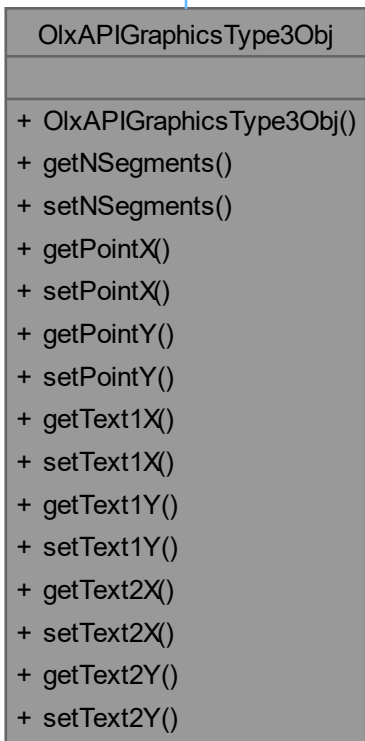 OlxAPIGraphicsType3Obj
+ OlxAPIGraphicsType3Obj()
+ getNSegments()
+ setNSegments()
+ getPointX()
+ setPointX()
+ getPointY()
+ setPointY()
+ getText1X()
+ setText1X()
+ getText1Y()
+ setText1Y()
+ getText2X()
+ setText2X()
+ getText2Y()
+ setText2Y()